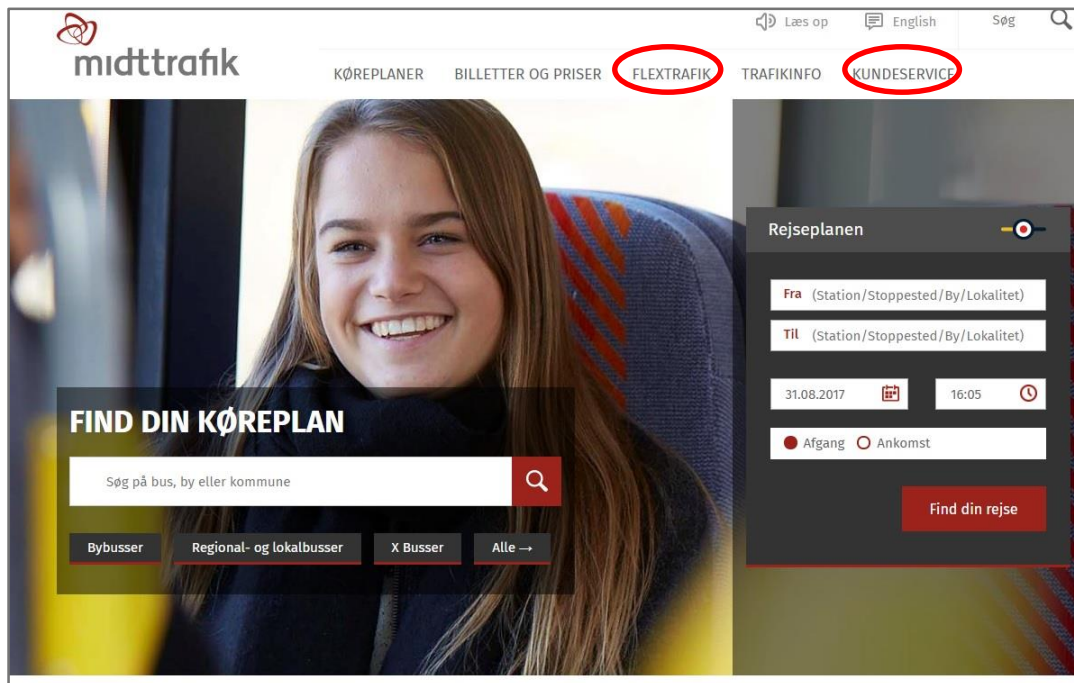 Læs op
English
Søg
midttrafik
KØREPLANER
BILLETTER OG PRISER
FLEXTRAFIK
TRAFIKINFO
KUNDESERVICE
FIND DIN KØREPLAN
Søg på bus, by eller kommune
Bybusser
Regional- og lokalbusser
X Busser
Alle →
Rejseplanen
Fra (Station/Stoppested/By/Lokalitet)
Til (Station/Stoppested/By/Lokalitet)
31.08.2017
16:05
Afgang
Ankomst
Find din rejse